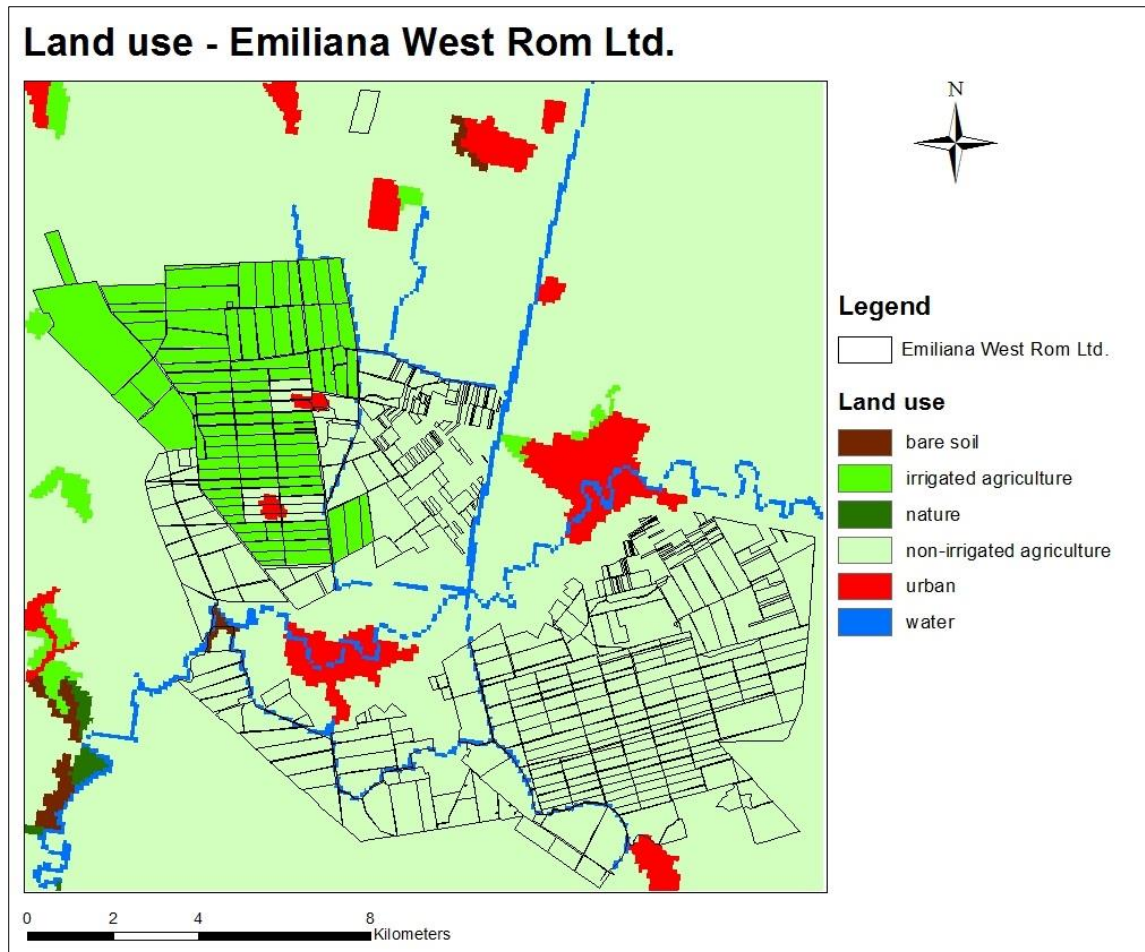 Land use - Emiliana West Rom Ltd.
N
Legend
Emiliana West Rom Ltd.
Land use
bare soil
irrigated agriculture
nature
non-irrigated agriculture
urban
water
0 2 4 8
Kilometers